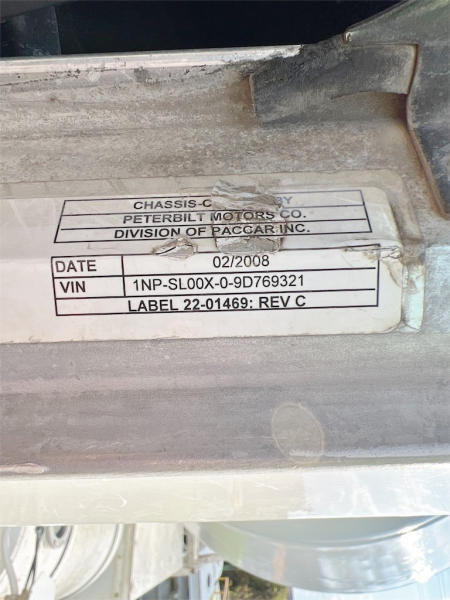 CHASSIS-C BY
PETERBILT MOTORS CO.
DIVISION OF PACCAR INC.
DATE 02/2008
VIN 1NP-SL00X-0-9D769321
LABEL 22-01469: REV C